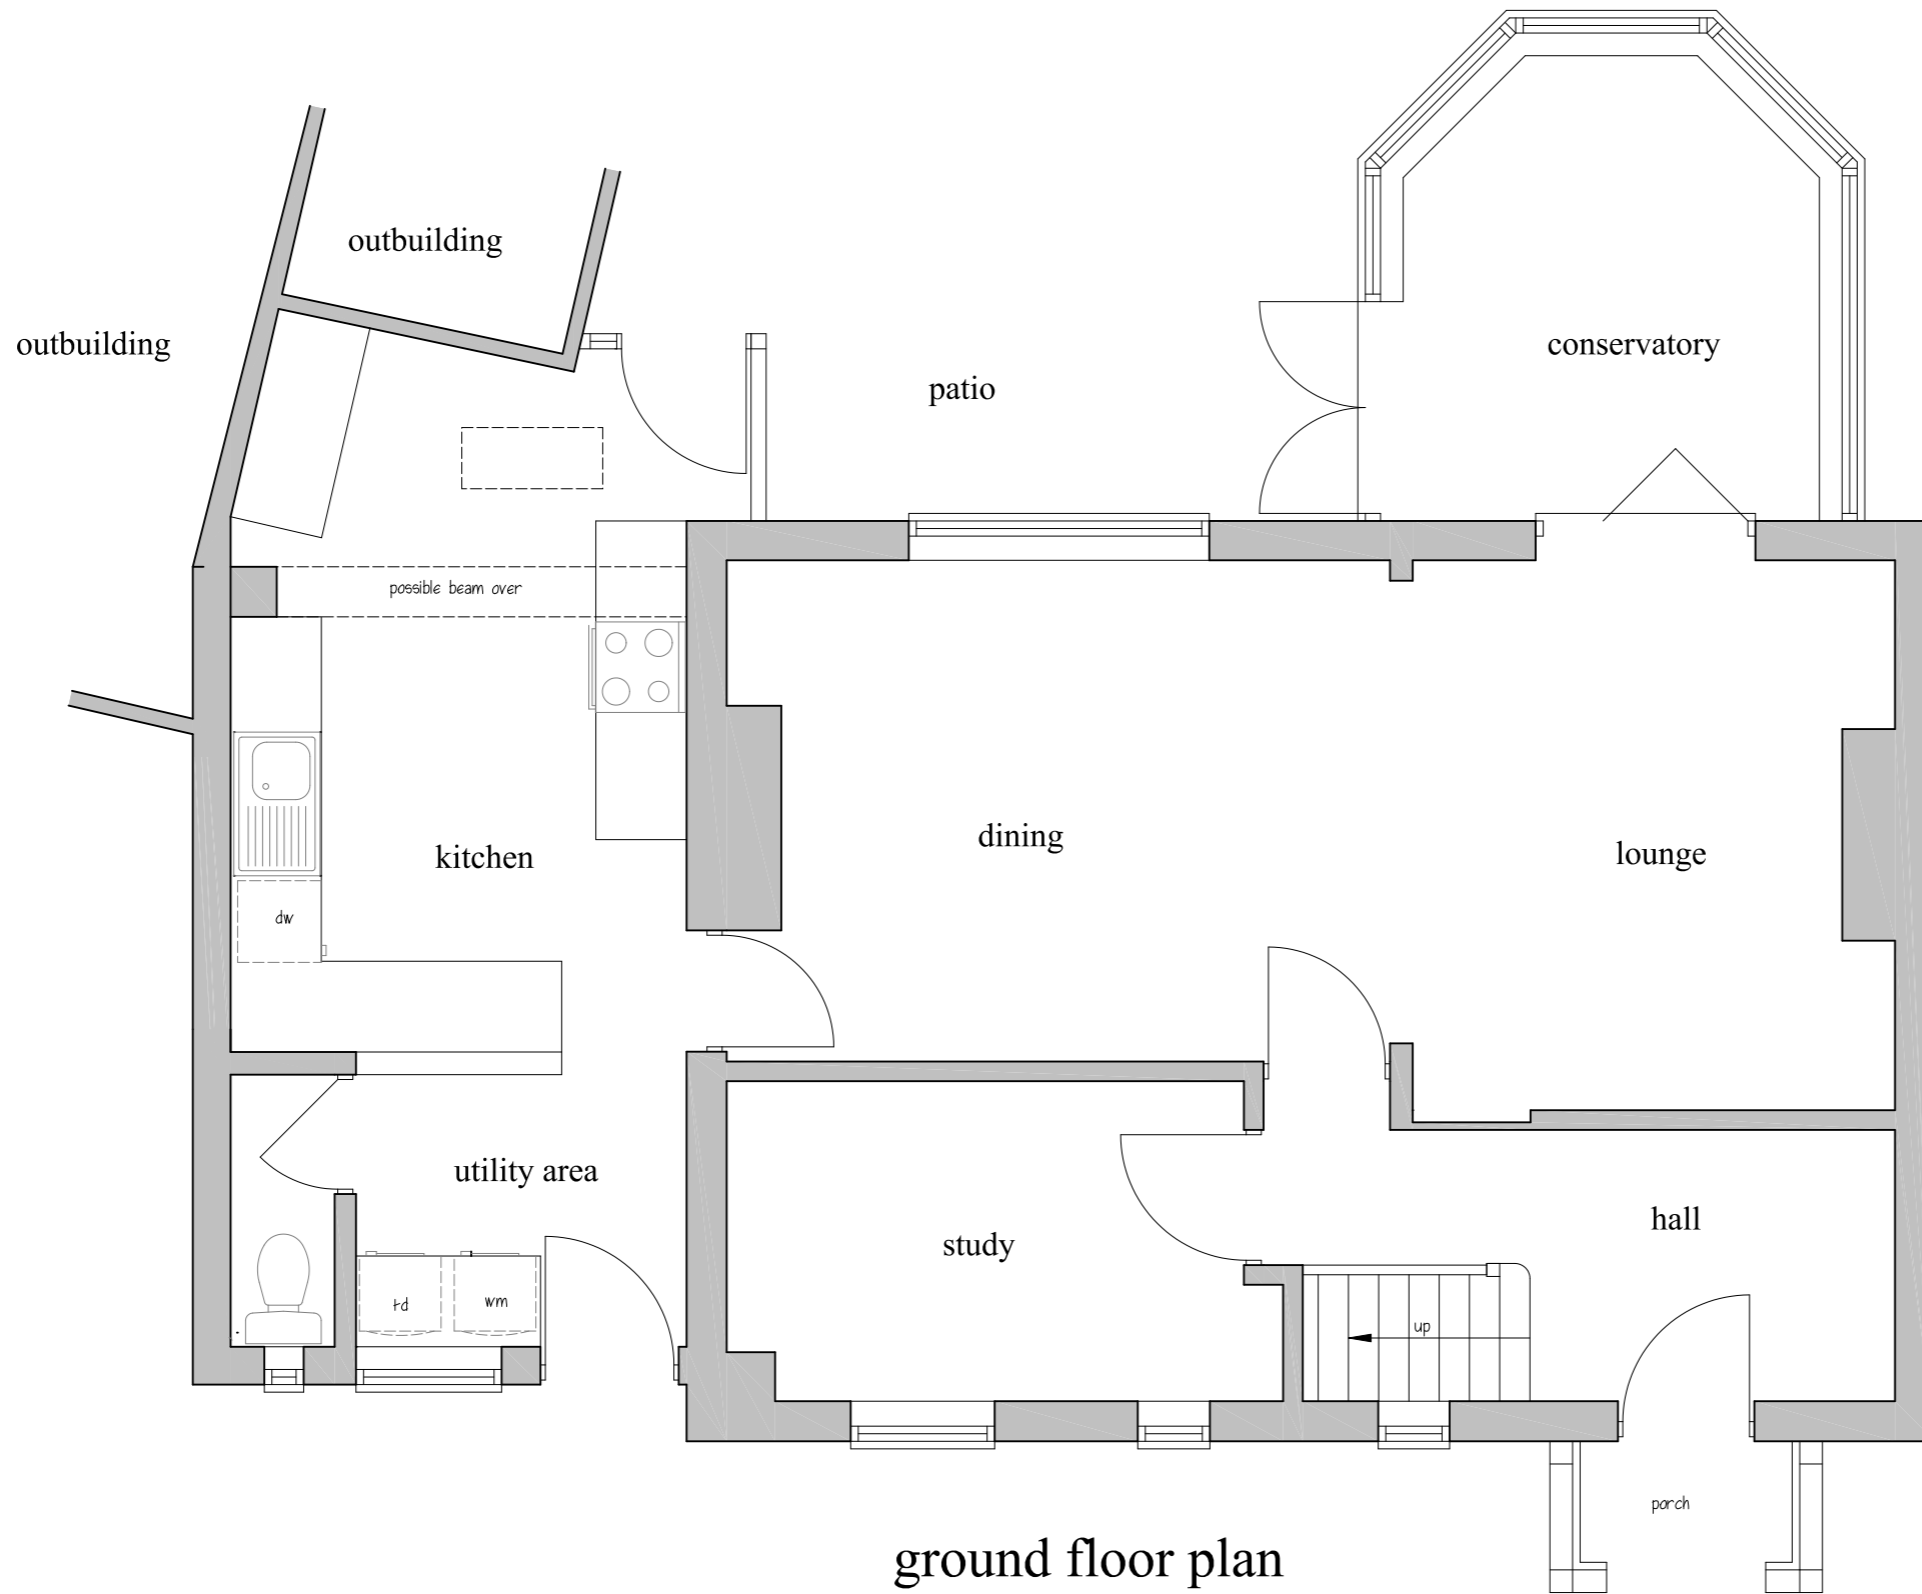 outbuilding
outbuilding
conservatory
patio
possible beam over
dining
lounge
kitchen
dw
utility area
hall
study
td
wm
up
porch
ground floor plan